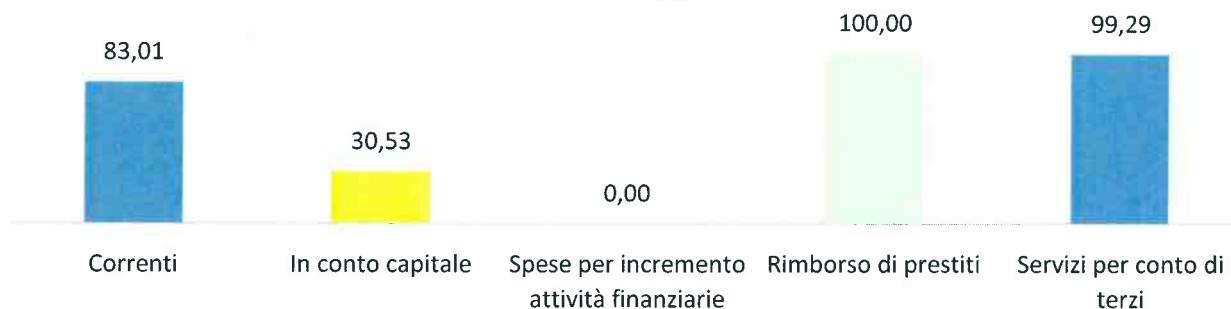 83,01
30,53
0,00
100,00
99,29
Correnti
In conto capitale
Spese per incremento
attività finanziarie
Rimborso di prestiti
Servizi per conto di
terzi